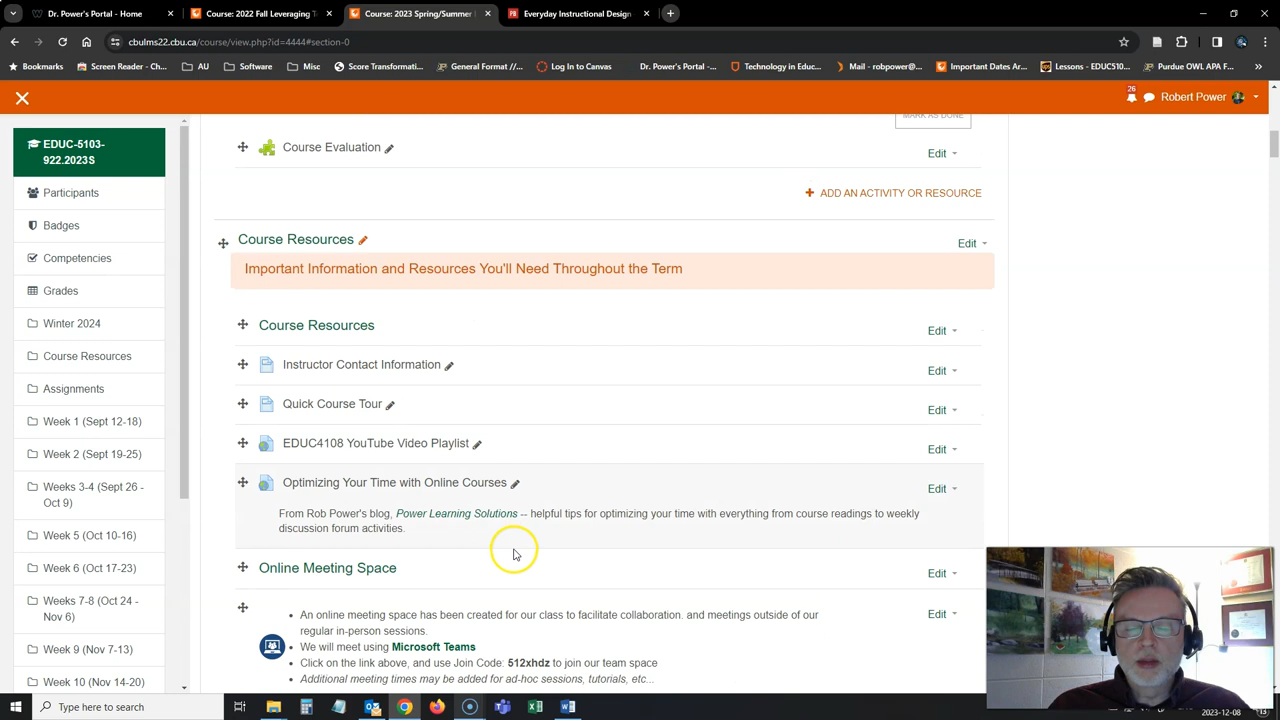 Dr. Power's Portal - Home
Course: 2022 Fall Leveraging T
Course: 2023 Spring/Summer
Everyday Instructional Design
cbulms22.cbu.ca/course/view.php?id=4444#section-0
Bookmarks
Screen Reader - Ch...
AU
Software
Misc
Score Transformati...
General Format //...
Log In to Canvas
Dr. Power's Portal -...
Technology in Educ...
Mail - robpower@...
Important Dates Ar...
Lessons - EDUC510...
Purdue OWL APA F...
26
Robert Power
EDUC-5103-
922.2023S
Participants
Badges
Competencies
Grades
Winter 2024
Course Resources
Assignments
Week 1 (Sept 12-18)
Week 2 (Sept 19-25)
Weeks 3-4 (Sept 26 -
Oct 9)
Week 5 (Oct 10-16)
Week 6 (Oct 17-23)
Weeks 7-8 (Oct 24 -
Nov 6)
Week 9 (Nov 7-13)
Week 10 (Nov 14-20)
MARK AS DONE
Course Evaluation
Edit
ADD AN ACTIVITY OR RESOURCE
Course Resources
Edit
Important Information and Resources You'll Need Throughout the Term
Course Resources
Edit
Instructor Contact Information
Edit
Quick Course Tour
Edit
EDUC4108 YouTube Video Playlist
Edit
Optimizing Your Time with Online Courses
Edit
From Rob Power's blog, Power Learning Solutions -- helpful tips for optimizing your time with everything from course readings to weekly
discussion forum activities.
Online Meeting Space
Edit
Edit
An online meeting space has been created for our class to facilitate collaboration. and meetings outside of our
regular in-person sessions.
We will meet using Microsoft Teams
Click on the link above, and use Join Code: 512xhdz to join our team space
Additional meeting times may be added for ad-hoc sessions, tutorials, etc...
Type here to search
2023-12-08